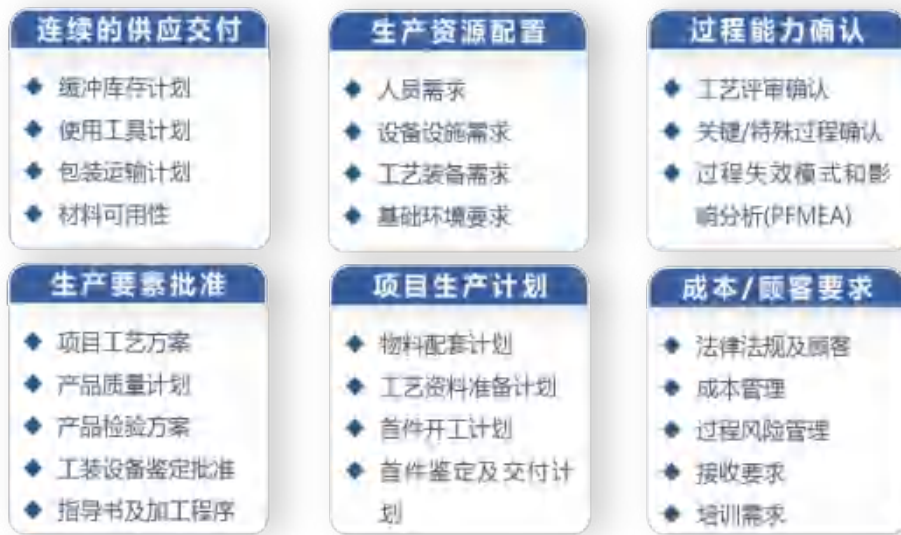 连续的供应交付
缓冲库存计划
使用工具计划
包装运输计划
材料可用性
生产资源配置
人员需求
设备设施需求
工艺装备需求
基础环境要求
过程能力确认
工艺评审确认
关键/特殊过程确认
过程失效模式和影
响分析(PFMEA)
生产要素批准
项目工艺方案
产品质量计划
产品检验方案
工装设备鉴定批准
指导书及加工程序
项目生产计划
物料配套计划
工艺资料准备计划
首件开工计划
首件鉴定及交付计
划
成本/顾客要求
法律法规及顾客
成本管理
过程风险管理
接收要求
培训需求